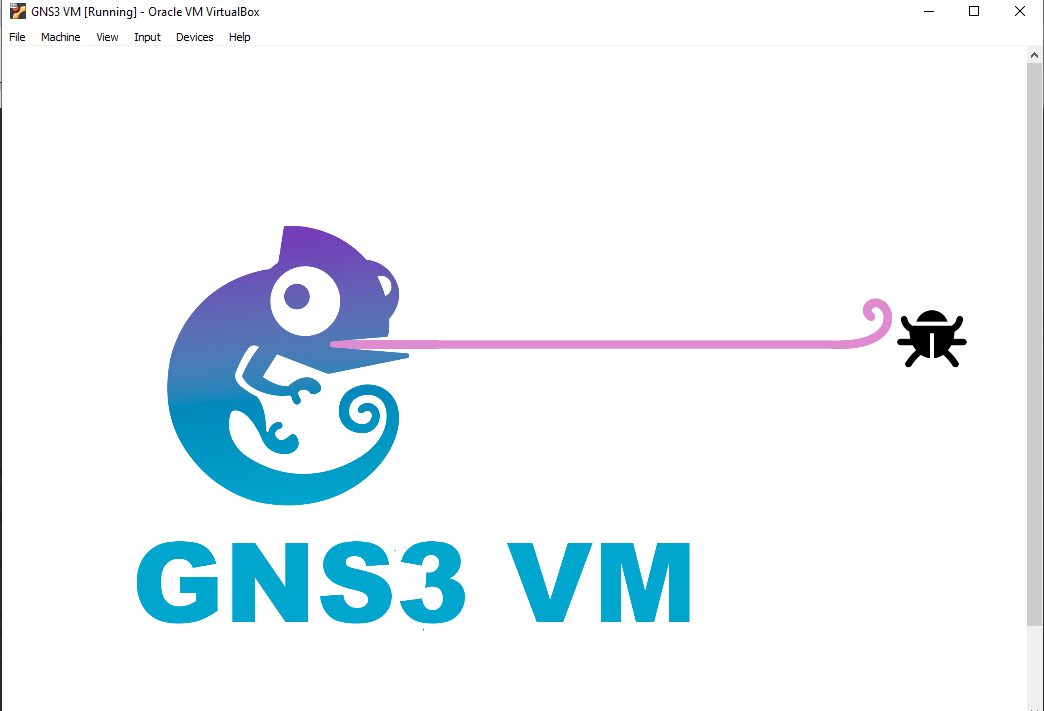 GNS3 VM [Running] - Oracle VM VirtualBox
File Machine View Input Devices Help
GNS3 VM